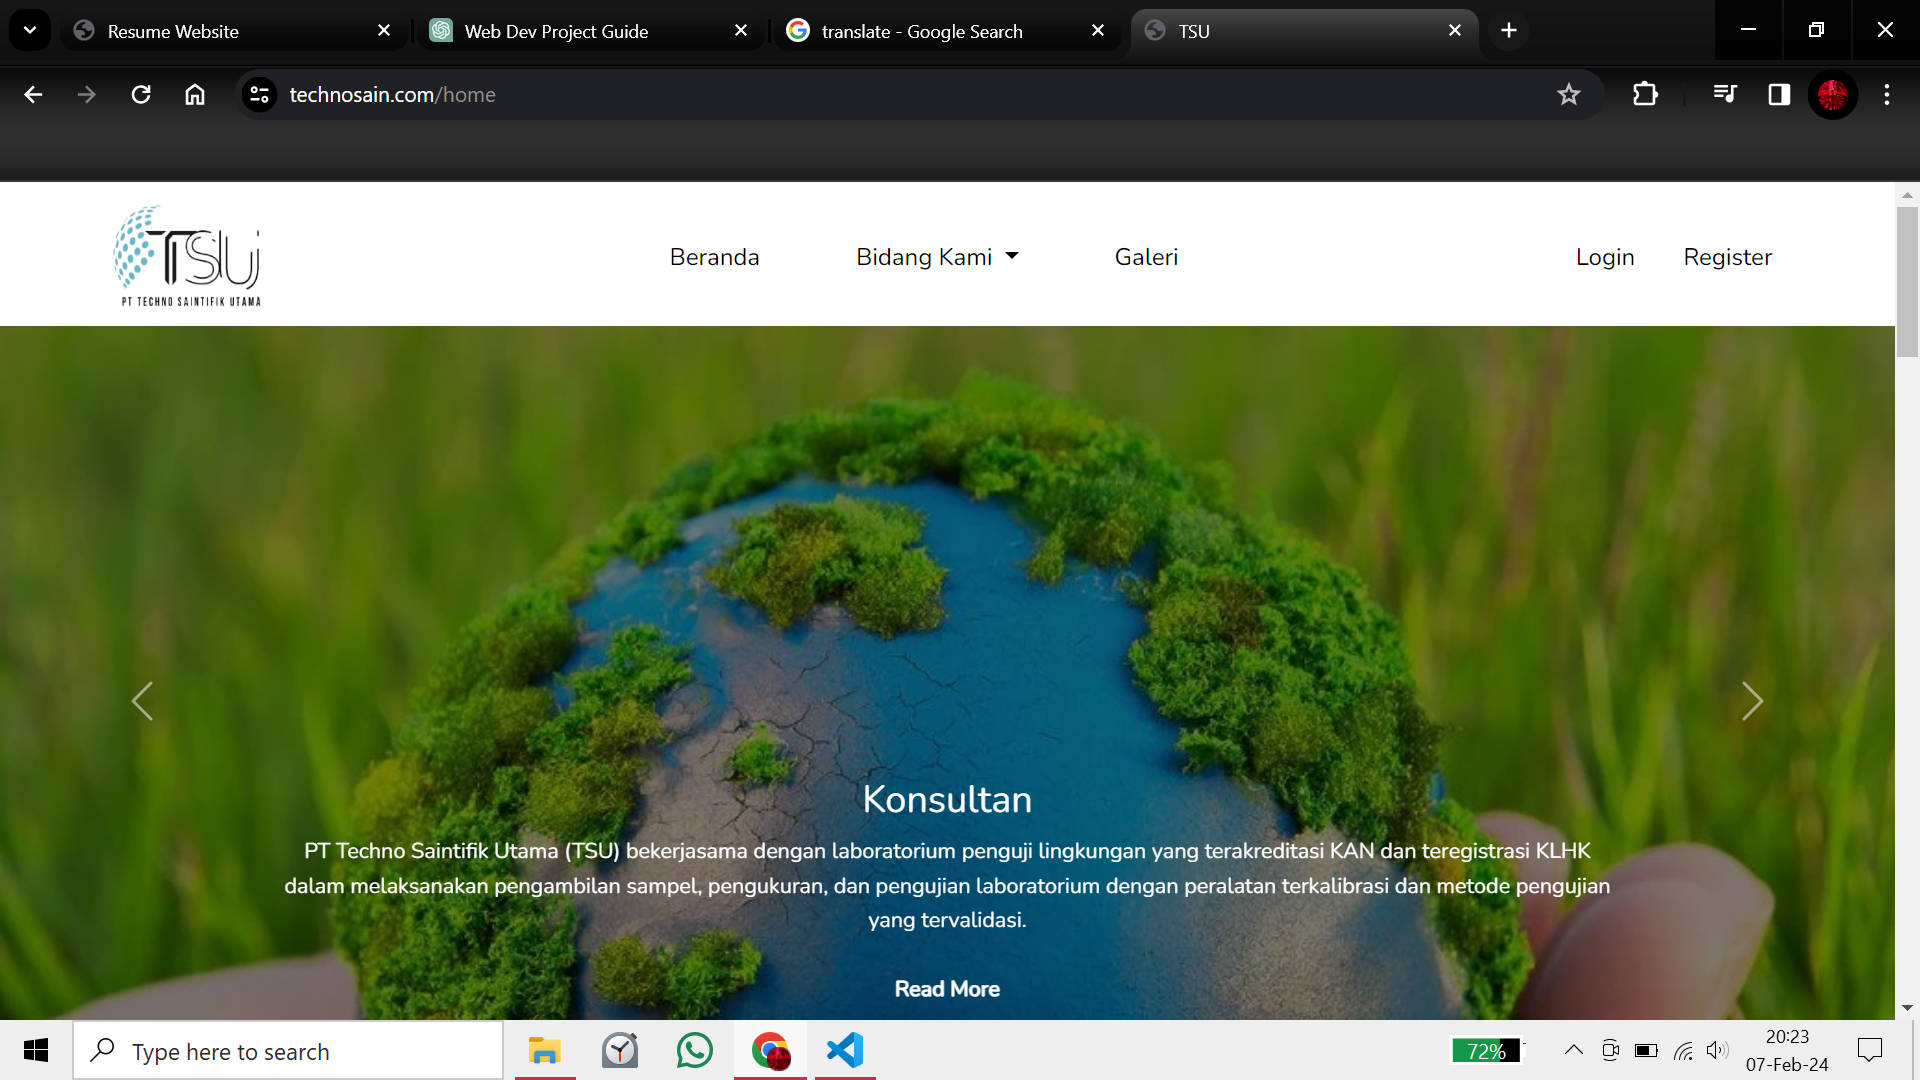 Resume Website
Web Dev Project Guide
translate - Google Search
TSU
technosain.com/home
TSU
PT TECHNO SAINTIFIK UTAMA
Beranda
Bidang Kami
Galeri
Login
Register
Konsultan
PT Techno Saintifik Utama (TSU) bekerjasama dengan laboratorium penguji lingkungan yang terakreditasi KAN dan teregistrasi KLHK
dalam melaksanakan pengambilan sampel, pengukuran, dan pengujian laboratorium dengan peralatan terkalibrasi dan metode pengujian
yang tervalidasi.
Read More
Type here to search
72%
20:23
07-Feb-24